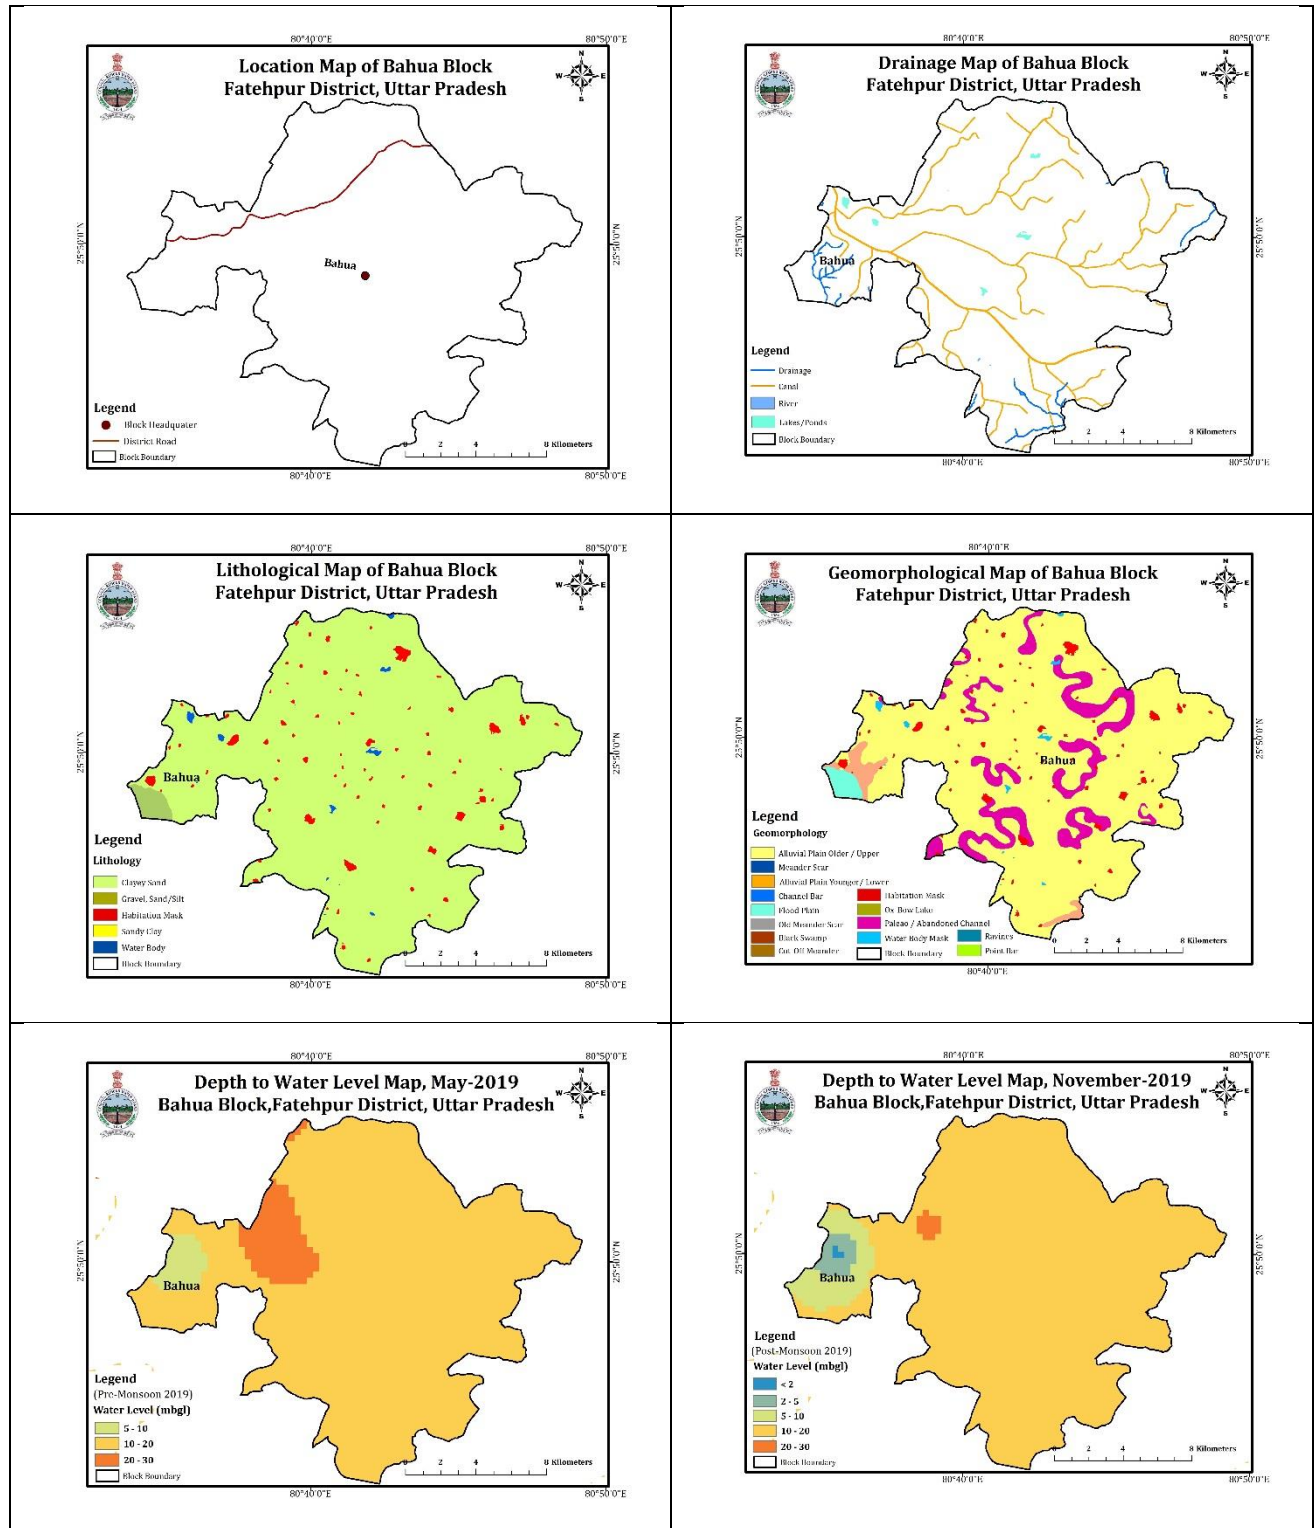 80°40'0"E
80°50'0"E
Location Map of Bahua Block
Fatehpur District, Uttar Pradesh
N
W
E
S
25°50'0"N
25°50'0"N
Bahua
Legend
Block Headquater
District Road
Block Boundary
0 2 4 8 Kilometers
80°40'0"E
80°50'0"E
80°40'0"E
80°50'0"E
Drainage Map of Bahua Block
Fatehpur District, Uttar Pradesh
N
W
E
S
25°50'0"N
25°50'0"N
Bahua
Legend
Drainage
Canal
River
Lakes/Ponds
Block Boundary
0 2 4 8 Kilometers
80°40'0"E
80°50'0"E
80°40'0"E
80°50'0"E
Lithological Map of Bahua Block
Fatehpur District, Uttar Pradesh
N
W
E
S
25°50'0"N
25°50'0"N
Bahua
Legend
Lithology
Clayey Sand
Gravel, Sand/Silt
Habitation Mask
Sandy Clay
Water Body
Block Boundary
0 2 4 8 Kilometers
80°40'0"E
80°50'0"E
80°40'0"E
Geomorphological Map of Bahua Block
Fatehpur District, Uttar Pradesh
N
W
E
S
25°50'0"N
25°50'0"N
Bahua
Legend
Geomorphology
Alluvial Plain Older / Upper
Meander Scar
Alluvial Plain Younger/ Lower
Channel Bar
Flood Plain
Old Meander Scar
Back Swamp
Cut Off Meander
Habitation Mask
Ox Bow Lake
Palaeo / Abandoned Channel
Water Body Mask
Block Boundary
Ravines
Point Bar
0 2 4 8 Kilometers
80°40'0"E
80°40'0"E
80°50'0"E
Depth to Water Level Map, May-2019
Bahua Block,Fatehpur District, Uttar Pradesh
N
W
E
S
25°50'0"N
25°50'0"N
Bahua
Legend
(Pre-Monsoon 2019)
Water Level (mbgl)
5 - 10
10 - 20
20 - 30
Block Boundary
0 2 4 8 Kilometers
80°40'0"E
80°50'0"E
80°40'0"E
80°50'0"E
Depth to Water Level Map, November-2019
Bahua Block,Fatehpur District, Uttar Pradesh
N
W
E
S
25°50'0"N
25°50'0"N
Bahua
Legend
(Post-Monsoon 2019)
Water Level (mbgl)
< 2
2 - 5
5 - 10
10 - 20
20 - 30
Block Boundary
0 2 4 8 Kilometers
80°40'0"E
80°50'0"E